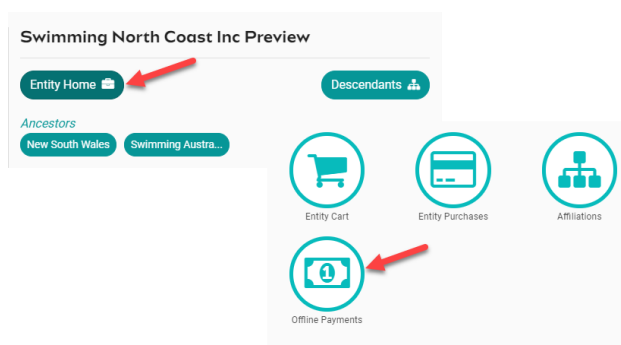 Swimming North Coast Inc Preview
Entity Home
Descendants
Ancestors
New South Wales
Swimming Austra...
Entity Cart
Entity Purchases
Affiliations
1
Offline Payments